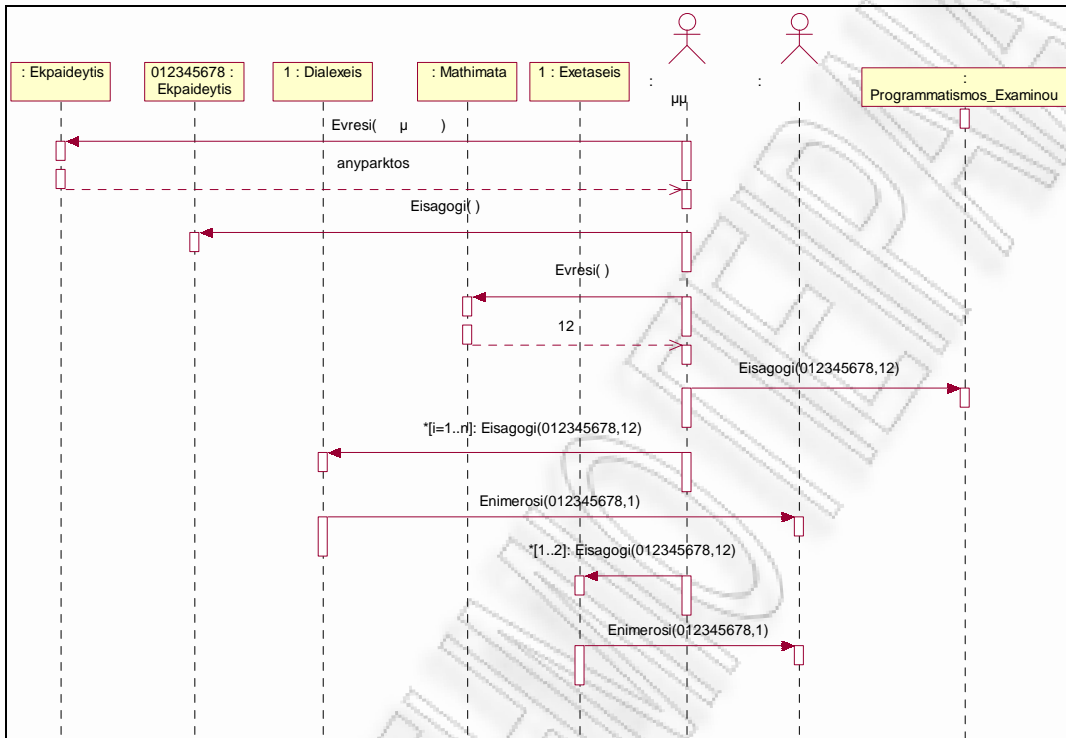 : Ekpaideytis
012345678 :
Ekpaideytis
1 : Dialexeis
: Mathimata
1 : Exetaseis
:
μμ
:
:
Programmatismos_Examinou
Evresi( μ )
anyparktos
Eisagogi( )
Evresi( )
12
Eisagogi(012345678,12)
*[i=1..n]: Eisagogi(012345678,12)
Enimerosi(012345678,1)
*[1..2]: Eisagogi(012345678,12)
Enimerosi(012345678,1)